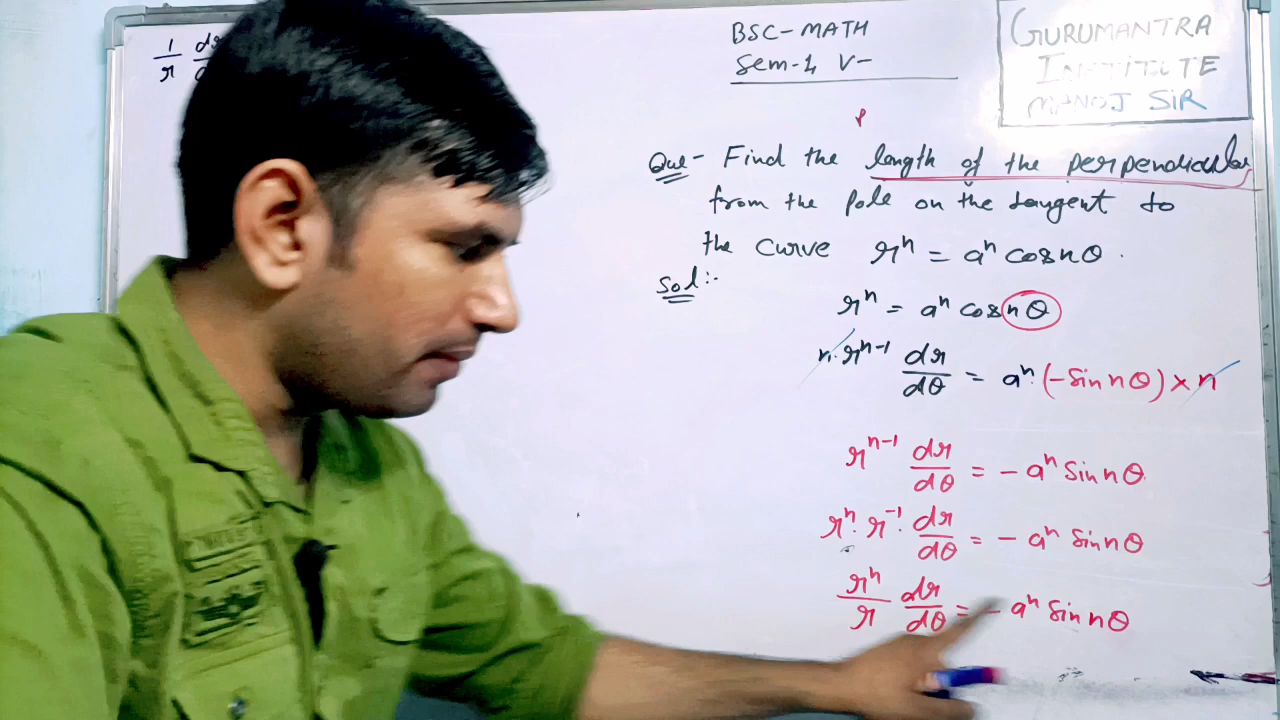 1/r dr
BSC-MATH
Sem-1, V-
GURUMANTRA
INSTITUTE
MANOJ SIR
P
Que- Find the length of the perpendicular
from the Pole on the tangent to
the curve rⁿ = aⁿ cos nθ.
Sol:-
rⁿ = aⁿ cos nθ
n.rⁿ⁻¹ dr/dθ = aⁿ.(-Sin nθ) × n
rⁿ⁻¹ dr/dθ = - aⁿ Sin nθ
rⁿ. r⁻¹. dr/dθ = - aⁿ Sin nθ
rⁿ/r dr/dθ = - aⁿ Sin nθ